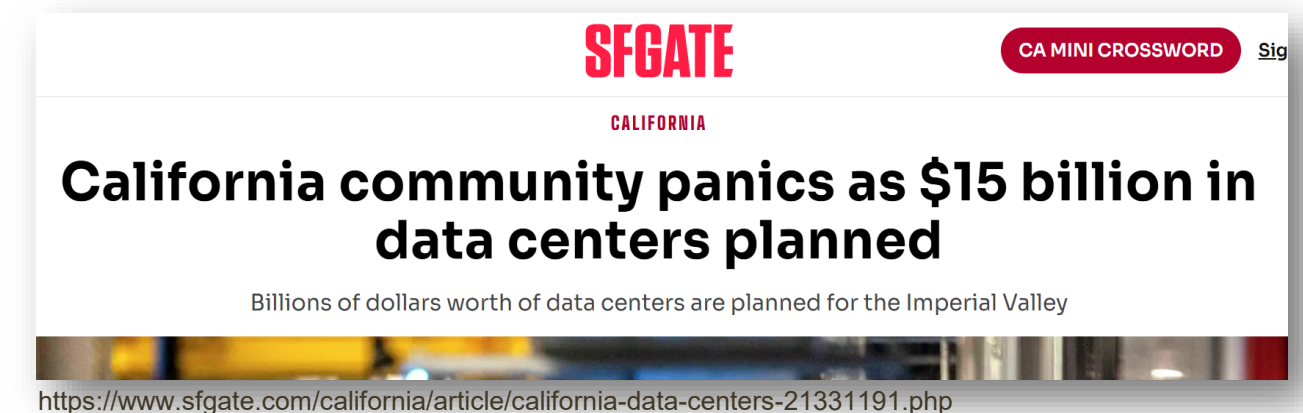 SFGATE
CA MINI CROSSWORD Sig
CALIFORNIA
California community panics as $15 billion in
data centers planned
Billions of dollars worth of data centers are planned for the Imperial Valley
https://www.sfgate.com/california/article/california-data-centers-21331191.php